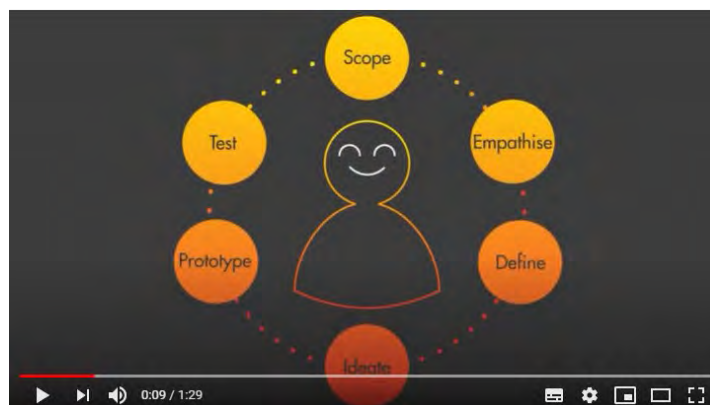 Scope
Test
Empathise
Prototype
Define
Ideate
0:09 / 1:29